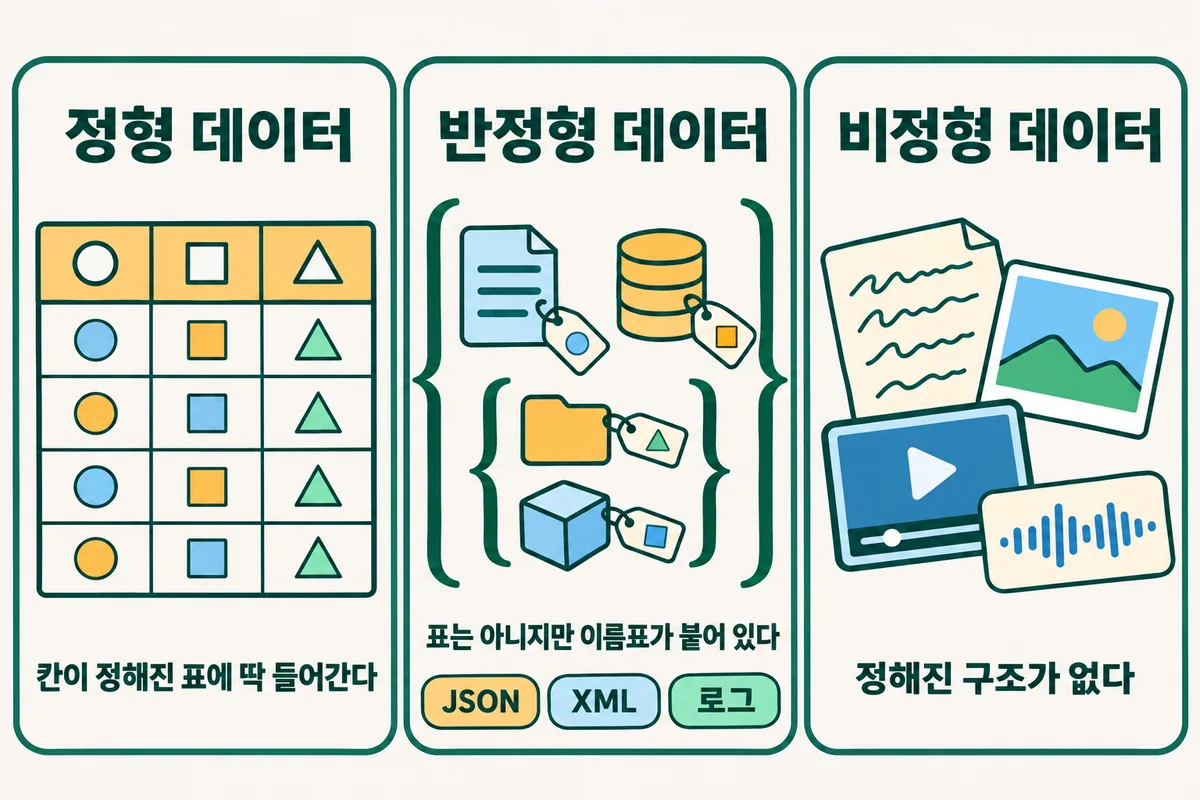 정형 데이터
칸이 정해진 표에 딱 들어간다
반정형 데이터
표는 아니지만 이름표가 붙어 있다
JSON
XML
로그
비정형 데이터
정해진 구조가 없다